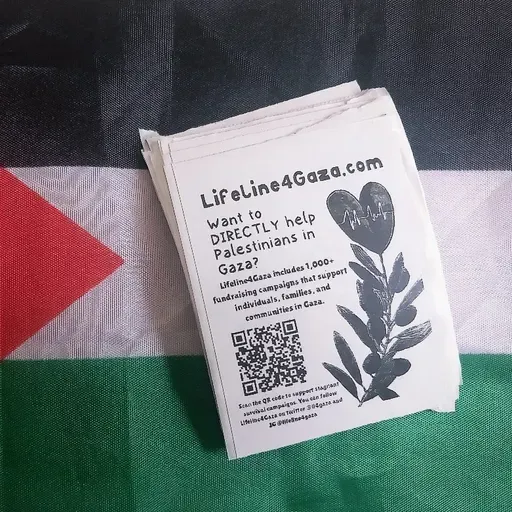 LifeLine4Gaza.com
Want to
DIRECTLY help
Palestinians in
Gaza?
Lifeline4Gaza includes 1,000+
fundraising campaigns that support
individuals, families, and
communities in Gaza.
Scan the QR code to support stagnant
survival campaigns. You can follow
Lifeline4Gaza on Twitter and
IG @lifeline4gaza